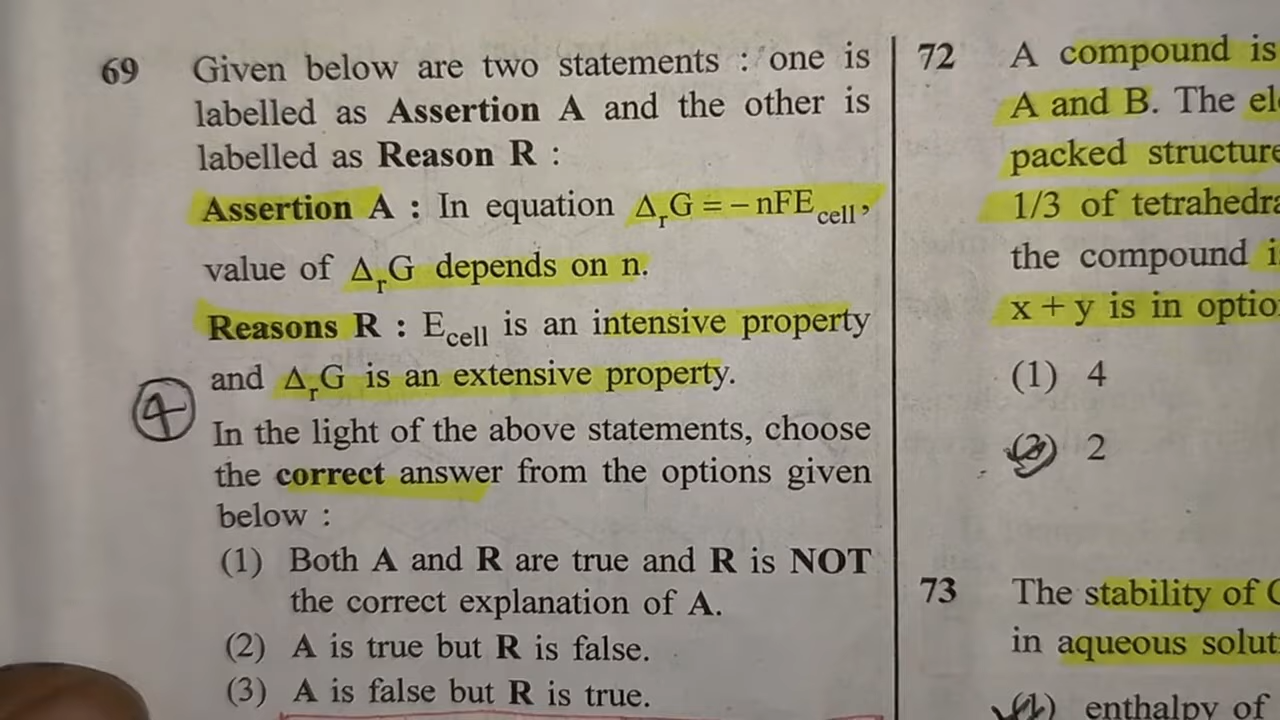 69 Given below are two statements : one is
labelled as Assertion A and the other is
labelled as Reason R :
Assertion A : In equation ΔrG = – nFEcell,
value of ΔrG depends on n.
Reasons R : Ecell is an intensive property
and ΔrG is an extensive property.
4
In the light of the above statements, choose
the correct answer from the options given
below :
(1) Both A and R are true and R is NOT
the correct explanation of A.
(2) A is true but R is false.
(3) A is false but R is true.
72 A compound is
A and B. The
packed
1/3 of
the compound
x + y is in
(1) 4
(2) 2
73 The stability of
in aqueous
(1) enthalpy of